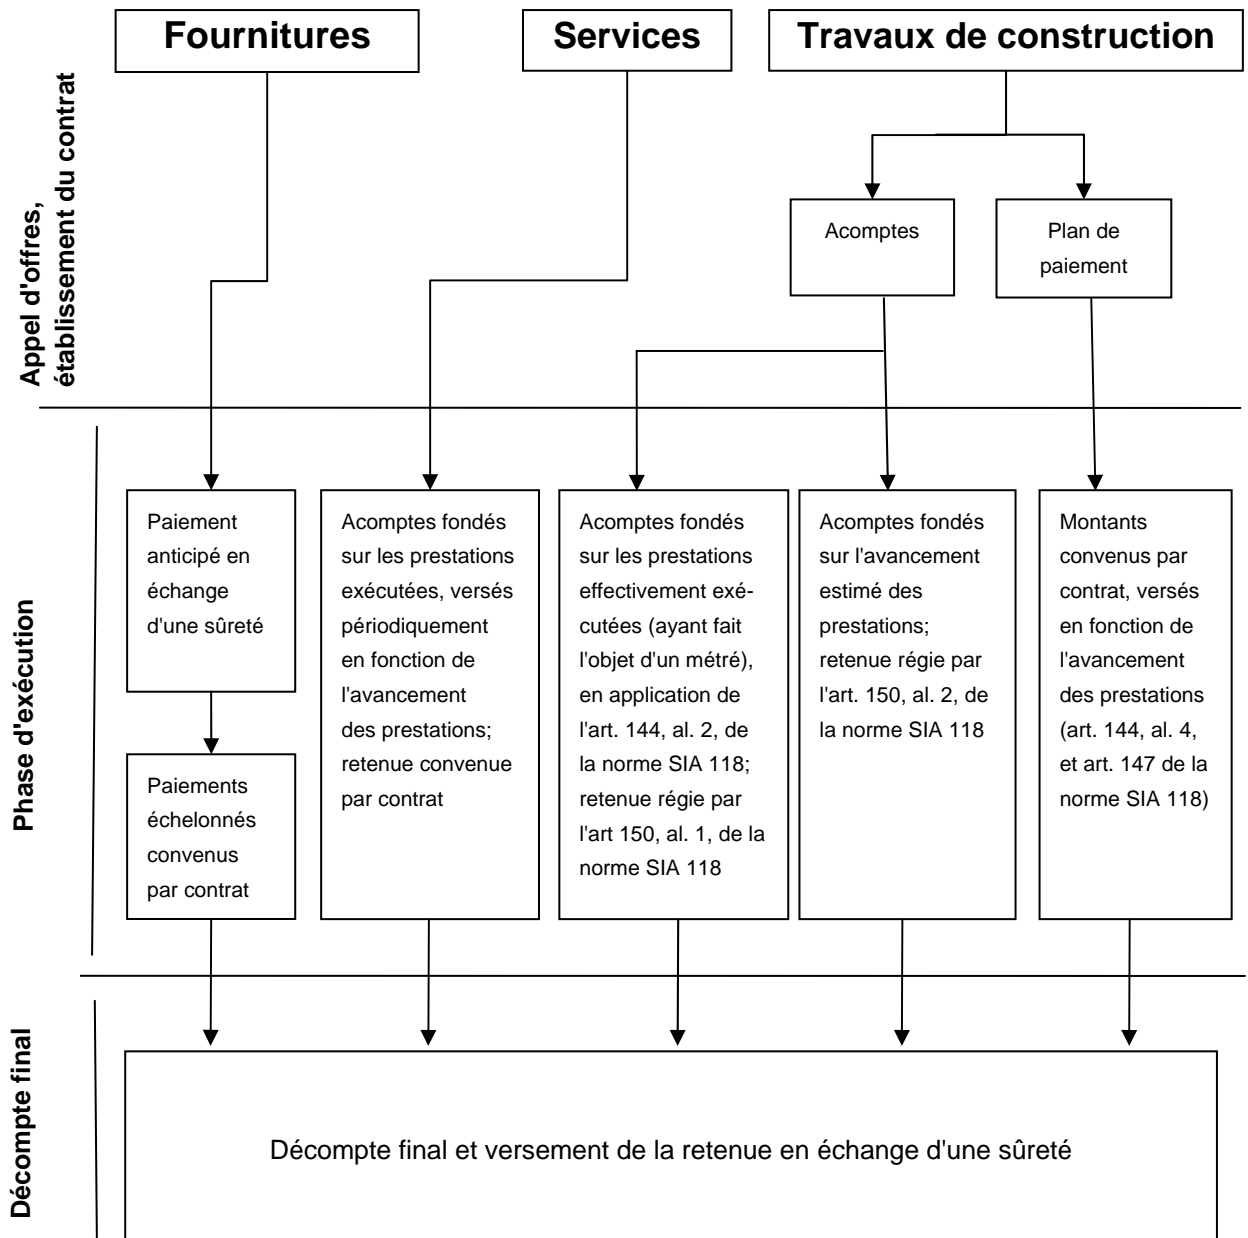 Fournitures
Services
Travaux de construction
Appel d'offres,
établissement du contrat
Acomptes
Plan de
paiement
Phase d'exécution
Paiement
anticipé en
échange
d'une sûreté
Paiements
échelonnés
convenus
par contrat
Acomptes fondés
sur les prestations
exécutées, versés
périodiquement
en fonction de
l'avancement
des prestations;
retenue convenue
par contrat
Acomptes fondés
sur les prestations
effectivement exé-
cutées (ayant fait
l'objet d'un métré),
en application de
l'art. 144, al. 2, de
la norme SIA 118;
retenue régie par
l'art 150, al. 1, de la
norme SIA 118
Acomptes fondés
sur l'avancement
estimé des
prestations;
retenue régie par
l'art. 150, al. 2, de
la norme SIA 118
Montants
convenus par
contrat, versés
en fonction de
l'avancement
des prestations
(art. 144, al. 4,
et art. 147 de la
norme SIA 118)
Décompte final
Décompte final et versement de la retenue en échange d'une sûreté